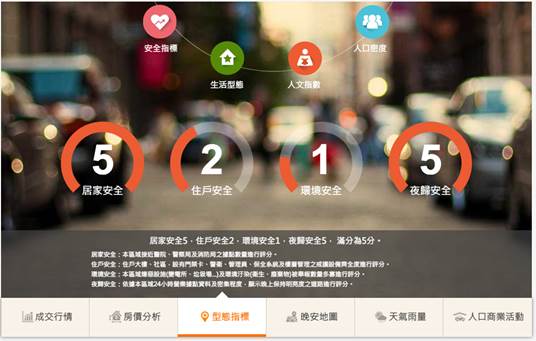 安全指標
人口密度
生活型態
人文指數
5 2 1 5
居家安全 住戶安全 環境安全 夜歸安全
居家安全5，住戶安全2，環境安全1，夜歸安全5， 滿分為5分。
居家安全：本區域接近醫院、警察局及消防局之據點數量進行評分。
住戶安全：住戶大樓、社區，設有門禁卡、警衛、管理員、保全系統及樓層管理之或護設備齊全度進行評分。
環境安全：本區域嫌惡設施(變電所、垃圾場...)及環境汙染(衛生、廢棄物)被舉報數量多寡進行評分。
夜歸安全：依據本區域24小時營業據點資料及密集程度，顯示晚上保持明亮度之道路進行評分。
成交行情 房價分析 型態指標 晚安地圖 天氣雨量 人口商業活動